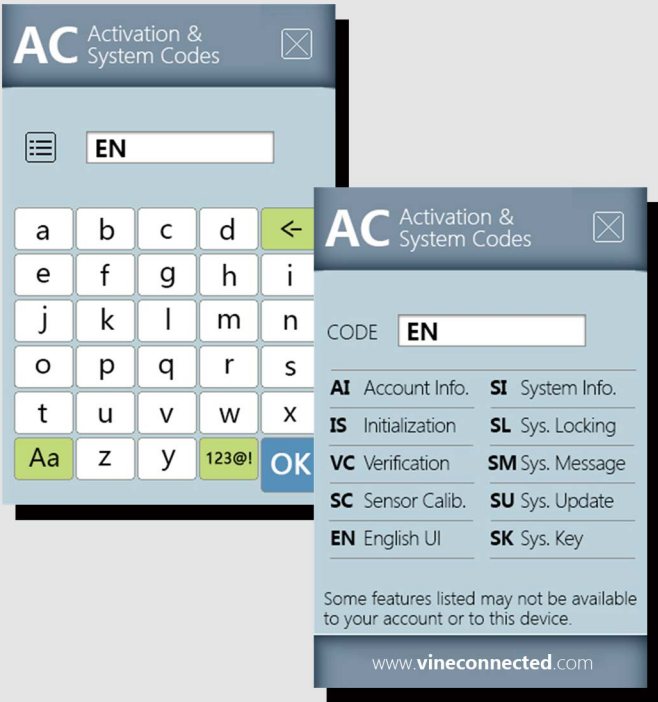 AC Activation &
System Codes
EN
a b c d ←
e f g h i
j k l m n
o p q r s
t u v w x
Aa z y 123@! OK
AC Activation &
System Codes
CODE EN
AI Account Info. SI System Info.
IS Initialization SL Sys. Locking
VC Verification SM Sys. Message
SC Sensor Calib. SU Sys. Update
EN English UI SK Sys. Key
Some features listed may not be available
to your account or to this device.
www.vineconnected.com